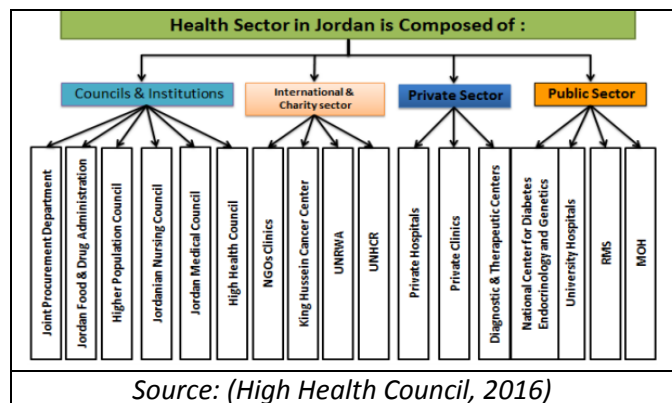 Health Sector in Jordan is Composed of :
Councils & Institutions
International &
Charity sector
Private Sector
Public Sector
Joint Procurement Department
Jordan Food & Drug Administration
Higher Population Council
Jordanian Nursing Council
Jordan Medical Council
High Health Council
NGOs Clinics
King Hussein Cancer Center
UNRWA
UNHCR
Private Hospitals
Private Clinics
Diagnostic & Therapeutic Centers
National Center for Diabetes
Endocrinology and Genetics
University Hospitals
RMS
MOH
Source: (High Health Council, 2016)